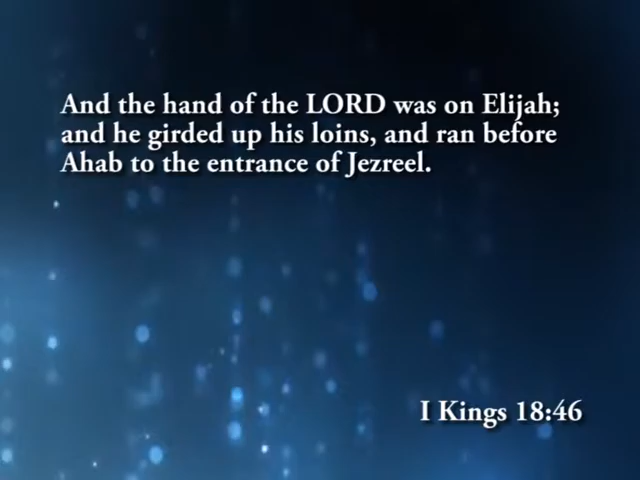 And the hand of the LORD was on Elijah;
and he girded up his loins, and ran before
Ahab to the entrance of Jezreel.
I Kings 18:46